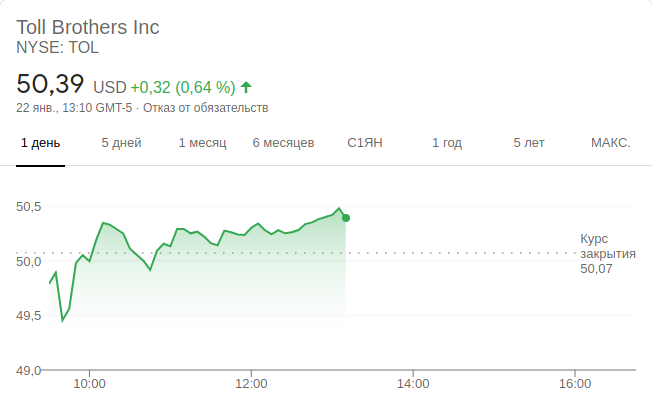 Toll Brothers Inc
NYSE: TOL
50,39 USD +0,32 (0,64 %)
22 янв., 13:10 GMT-5 · Отказ от обязательств
1 день 5 дней 1 месяц 6 месяцев С1ЯН 1 год 5 лет МАКС.
50,5
Курс
закрытия
50,07
50,0
49,5
49,0
10:00 12:00 14:00 16:00